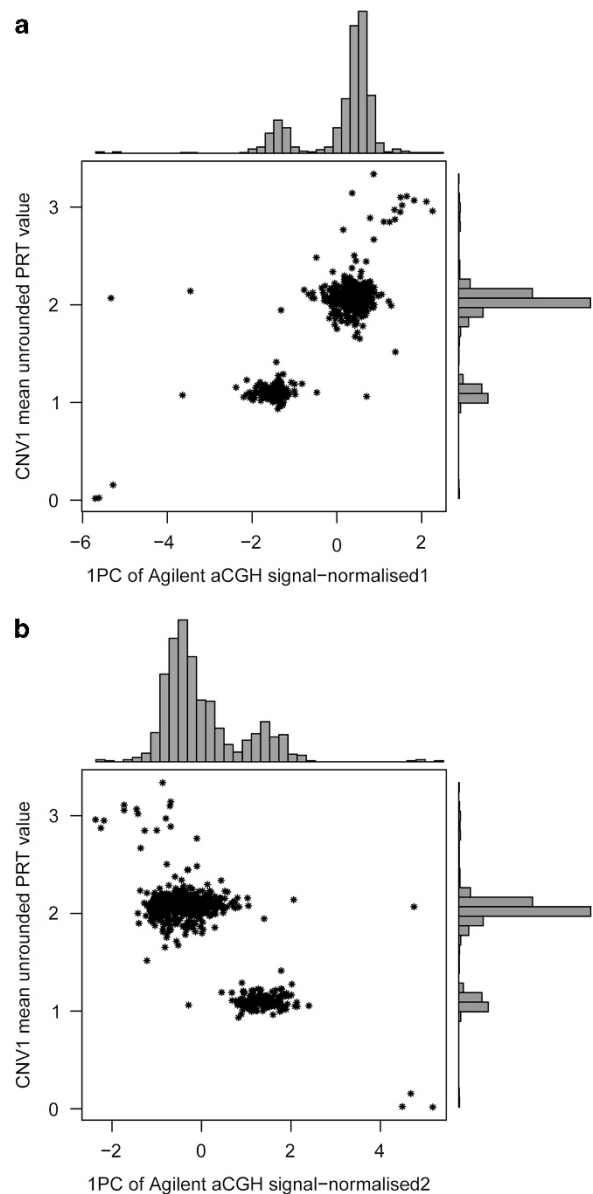 a
3
2
1
0
CNV1 mean unrounded PRT value
−6 −4 −2 0 2
1PC of Agilent aCGH signal−normalised1
b
3
2
1
0
CNV1 mean unrounded PRT value
−2 0 2 4
1PC of Agilent aCGH signal−normalised2